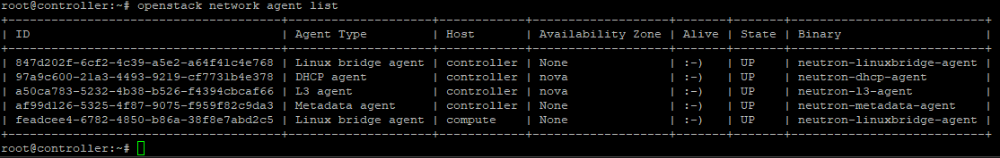 root@controller:~# openstack network agent list
+--------------------------------------+--------------------+------------+-------------------+-------+-------+---------------------------+
| ID                                   | Agent Type         | Host       | Availability Zone | Alive | State | Binary                    |
+--------------------------------------+--------------------+------------+-------------------+-------+-------+---------------------------+
| 847d202f-6cf2-4c39-a5e2-a64f41c4e768 | Linux bridge agent | controller | None              | :-)   | UP    | neutron-linuxbridge-agent |
| 97a9c600-21a3-4493-9219-cf7731b4e378 | DHCP agent         | controller | nova              | :-)   | UP    | neutron-dhcp-agent        |
| a50ca783-5232-4b38-b526-f4394cbcaf66 | L3 agent           | controller | nova              | :-)   | UP    | neutron-l3-agent          |
| af99d126-5325-4f87-9075-f959f82c9da3 | Metadata agent     | controller | None              | :-)   | UP    | neutron-metadata-agent    |
| feadcee4-6782-4850-b86a-38f8e7abd2c5 | Linux bridge agent | compute    | None              | :-)   | UP    | neutron-linuxbridge-agent |
+--------------------------------------+--------------------+------------+-------------------+-------+-------+---------------------------+
root@controller:~#